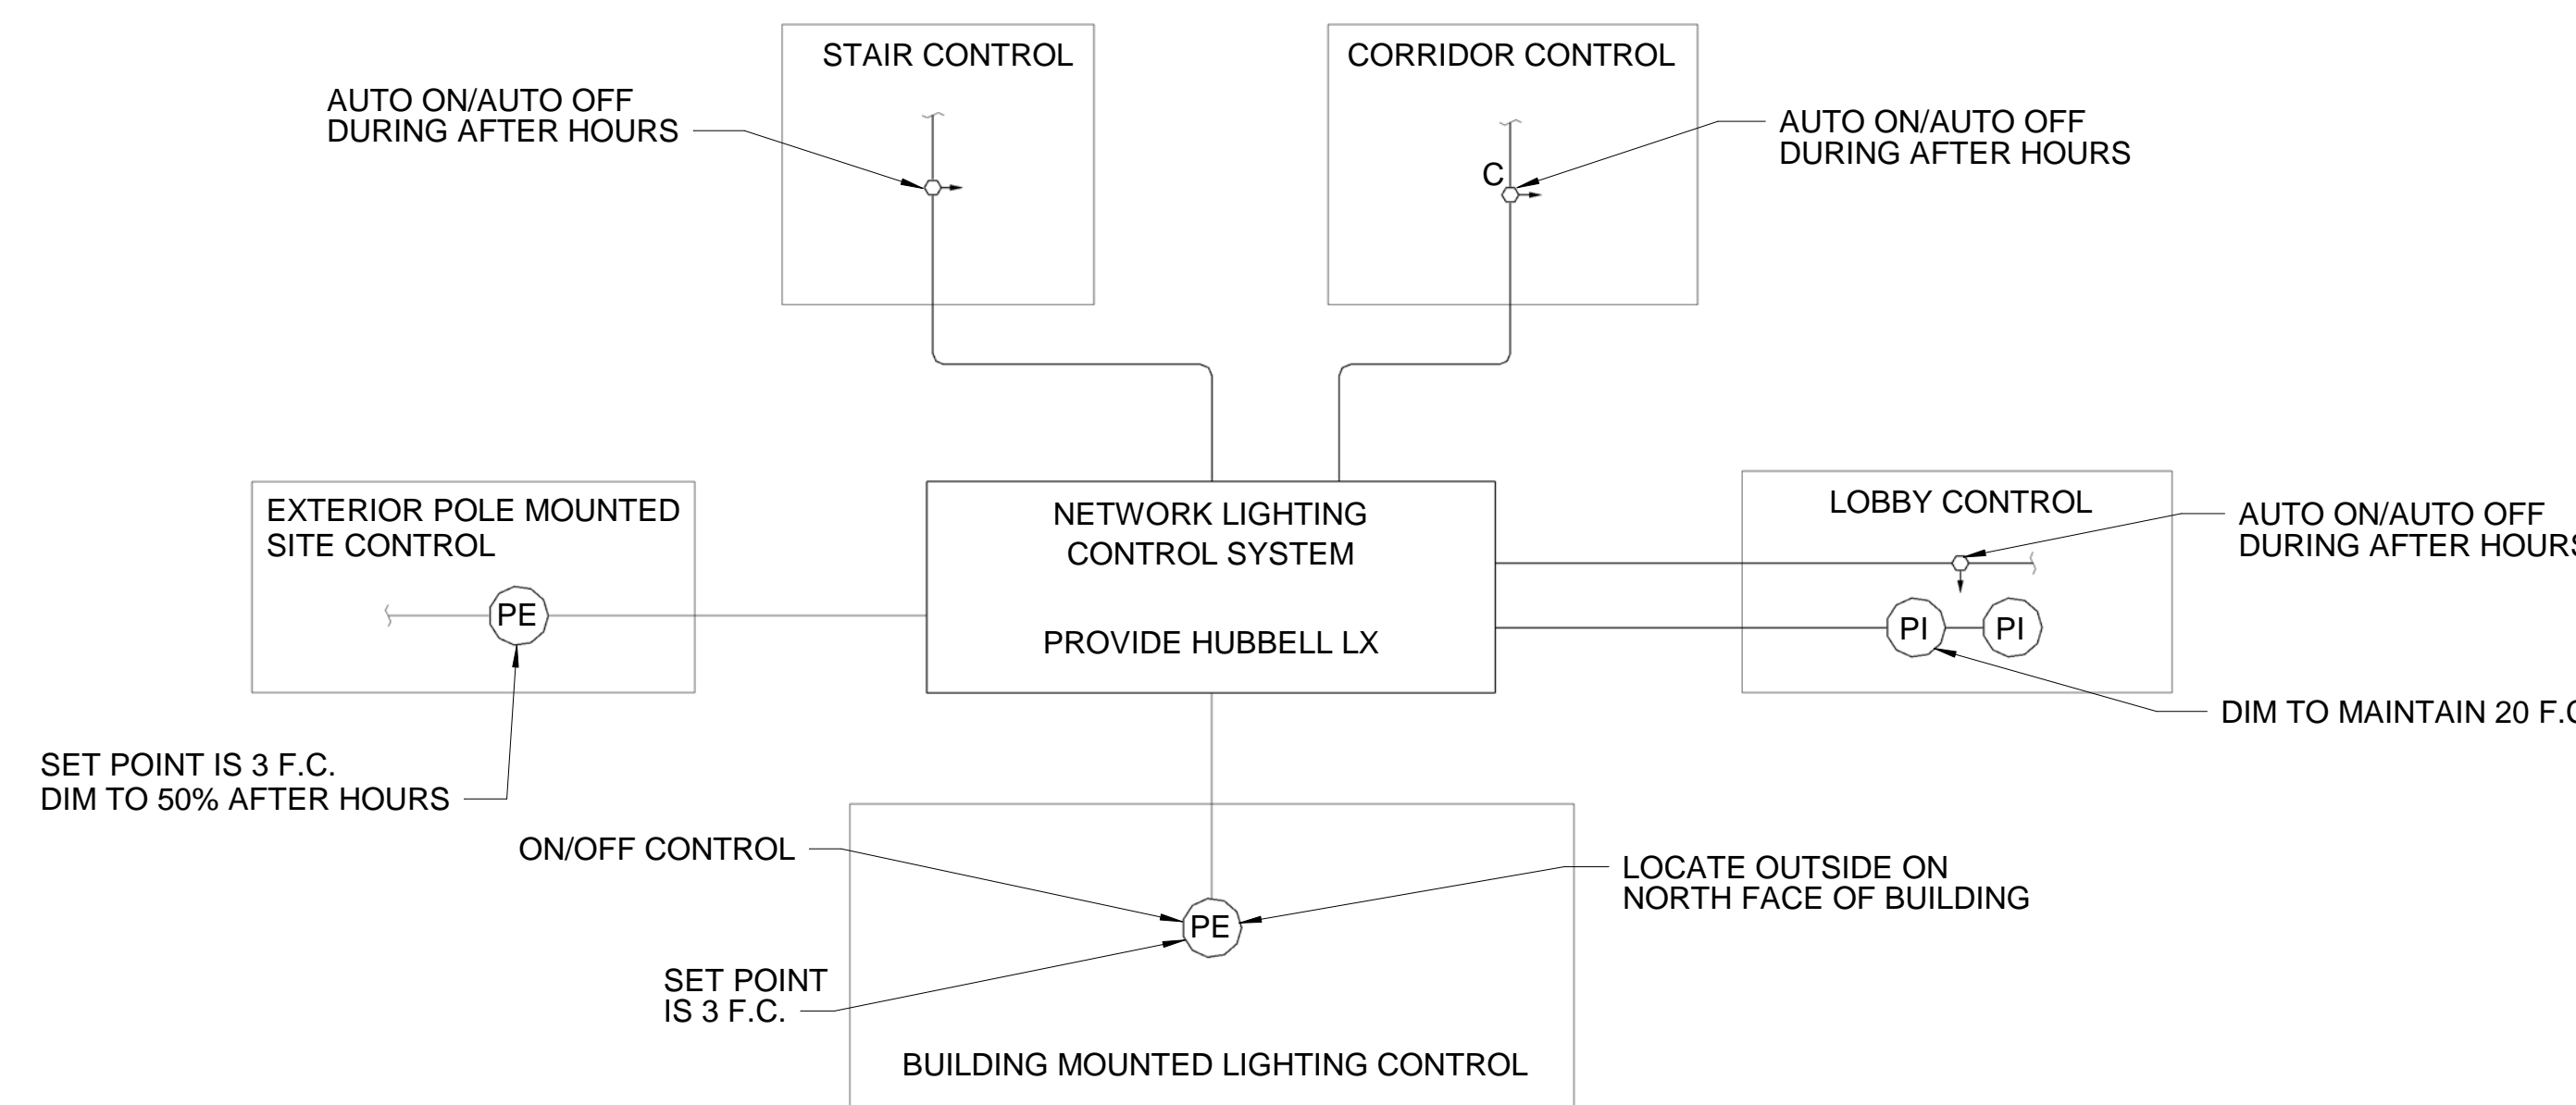 STAIR CONTROL
CORRIDOR CONTROL
AUTO ON/AUTO OFF
DURING AFTER HOURS
AUTO ON/AUTO OFF
DURING AFTER HOURS
C
EXTERIOR POLE MOUNTED
SITE CONTROL
PE
NETWORK LIGHTING
CONTROL SYSTEM
PROVIDE HUBBELL LX
LOBBY CONTROL
AUTO ON/AUTO OFF
DURING AFTER HOURS
PI
PI
DIM TO MAINTAIN 20 F.C
SET POINT IS 3 F.C.
DIM TO 50% AFTER HOURS
ON/OFF CONTROL
LOCATE OUTSIDE ON
NORTH FACE OF BUILDING
PE
SET POINT
IS 3 F.C.
BUILDING MOUNTED LIGHTING CONTROL